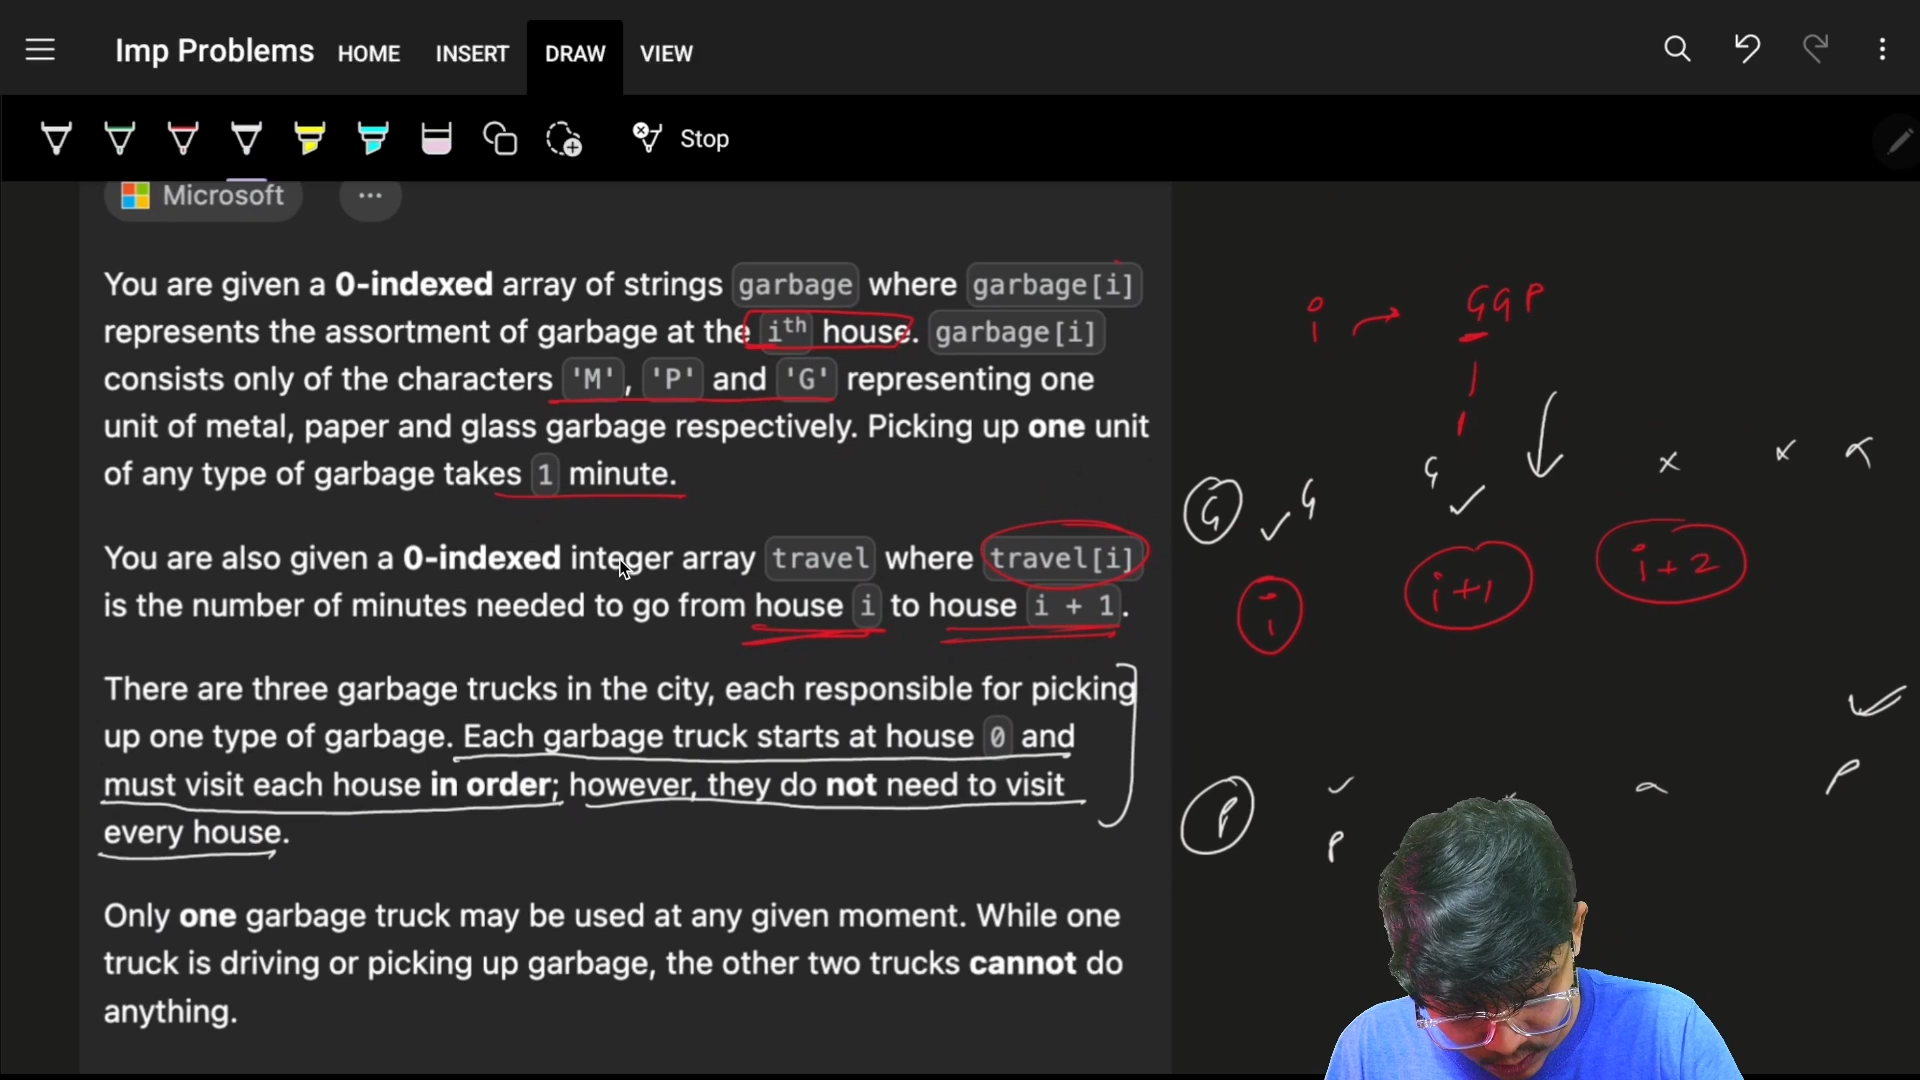 Imp Problems HOME INSERT DRAW VIEW
Stop
Microsoft ...
You are given a 0-indexed array of strings garbage where garbage[i]
represents the assortment of garbage at the ith house. garbage[i]
consists only of the characters 'M', 'P' and 'G' representing one
unit of metal, paper and glass garbage respectively. Picking up one unit
of any type of garbage takes 1 minute.
You are also given a 0-indexed integer array travel where travel[i]
is the number of minutes needed to go from house i to house i + 1.
There are three garbage trucks in the city, each responsible for picking
up one type of garbage. Each garbage truck starts at house 0 and
must visit each house in order; however, they do not need to visit
every house.
Only one garbage truck may be used at any given moment. While one
truck is driving or picking up garbage, the other two trucks cannot do
anything.
i → GGP
G
G ✓ G ✓ x x
i i+1 i+2
✓
P P
P